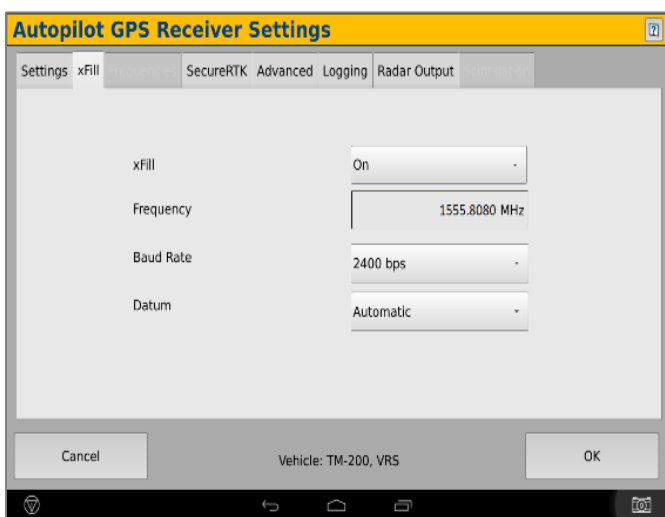 Autopilot GPS Receiver Settings
Settings xFill Frequencies SecureRTK Advanced Logging Radar Output
xFill On
Frequency 1555.8080 MHz
Baud Rate 2400 bps
Datum Automatic
Cancel Vehicle: TM-200, VRS OK